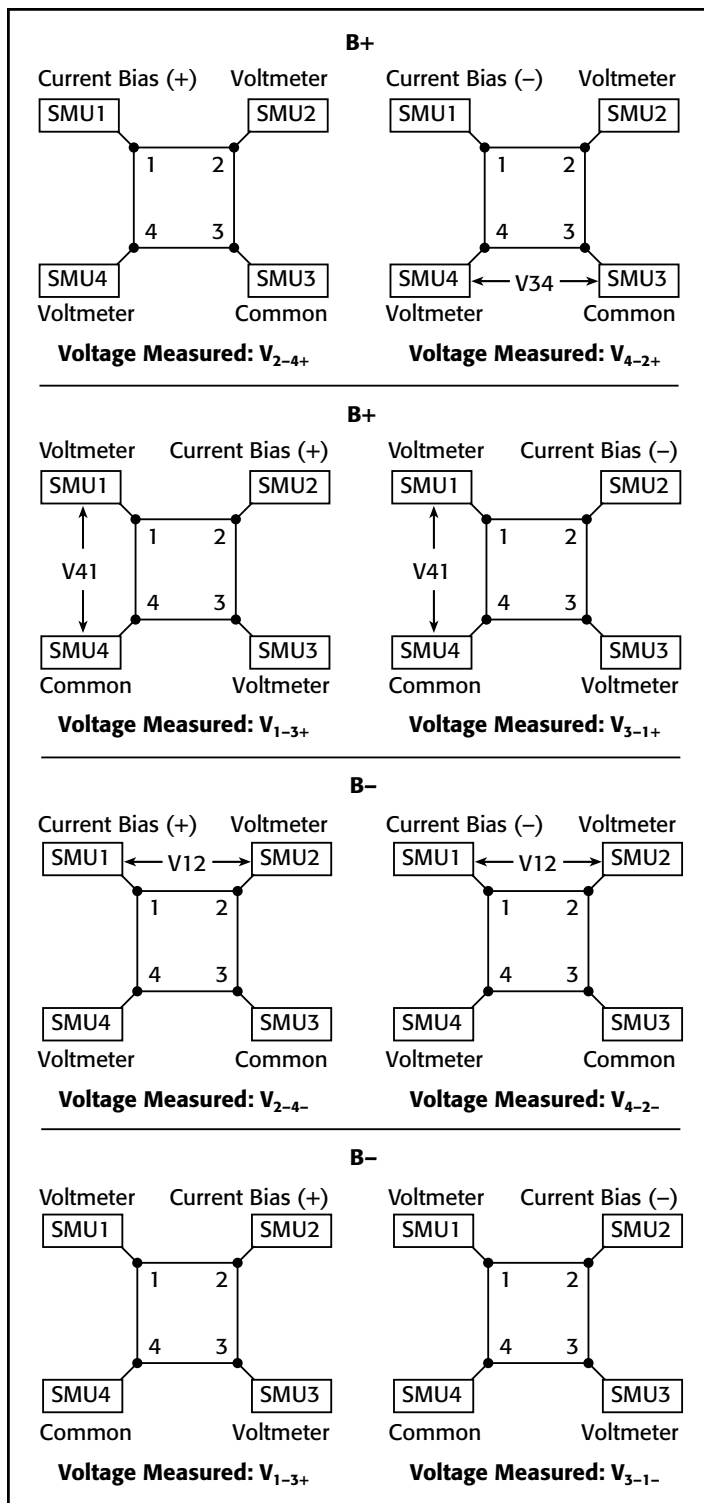 B+
Current Bias (+) Voltmeter Current Bias (–) Voltmeter
SMU1 SMU2 SMU1 SMU2
1 2 1 2
4 3 4 3
SMU4 SMU3 SMU4 V34 SMU3
Voltmeter Common Voltmeter Common
Voltage Measured: V2–4+ Voltage Measured: V4–2+
B+
Voltmeter Current Bias (+) Voltmeter Current Bias (–)
SMU1 SMU2 SMU1 SMU2
1 2 1 2
V41 V41
4 3 4 3
SMU4 SMU3 SMU4 SMU3
Common Voltmeter Common Voltmeter
Voltage Measured: V1–3+ Voltage Measured: V3–1+
B–
Current Bias (+) Voltmeter Current Bias (–) Voltmeter
SMU1 V12 SMU2 SMU1 V12 SMU2
1 2 1 2
4 3 4 3
SMU4 SMU3 SMU4 SMU3
Voltmeter Common Voltmeter Common
Voltage Measured: V2–4- Voltage Measured: V4–2-
B–
Voltmeter Current Bias (+) Voltmeter Current Bias (–)
SMU1 SMU2 SMU1 SMU2
1 2 1 2
4 3 4 3
SMU4 SMU3 SMU4 SMU3
Common Voltmeter Common Voltmeter
Voltage Measured: V1–3+ Voltage Measured: V3–1-